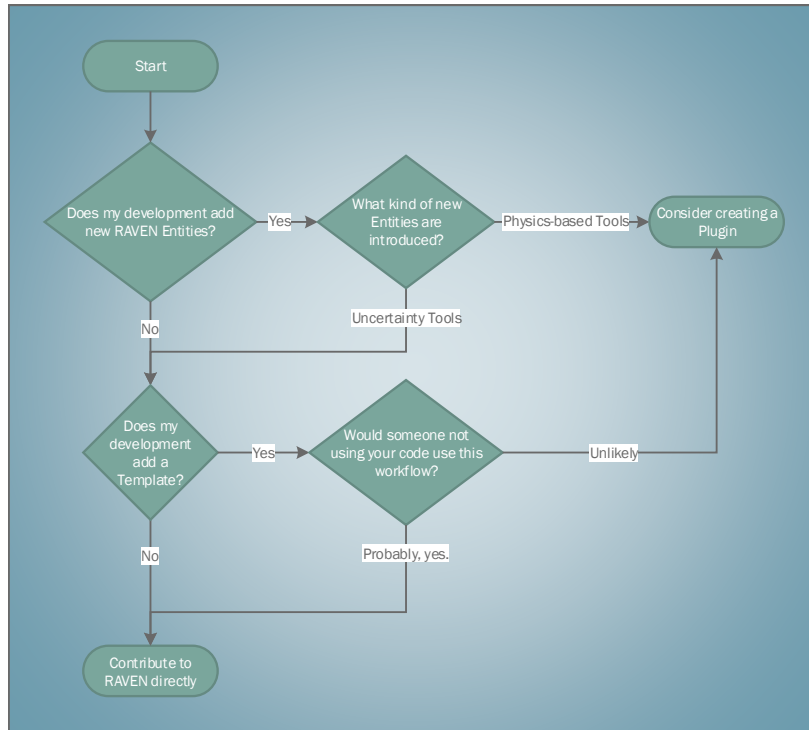 Start
Does my development add
new RAVEN Entities?
Yes
What kind of new
Entities are
introduced?
Physics-based Tools
Consider creating a
Plugin
Uncertainty Tools
No
Does my
development
add a
Template?
Yes
Would someone not
using your code use this
workflow?
Unlikely
No
Probably, yes.
Contribute to
RAVEN directly